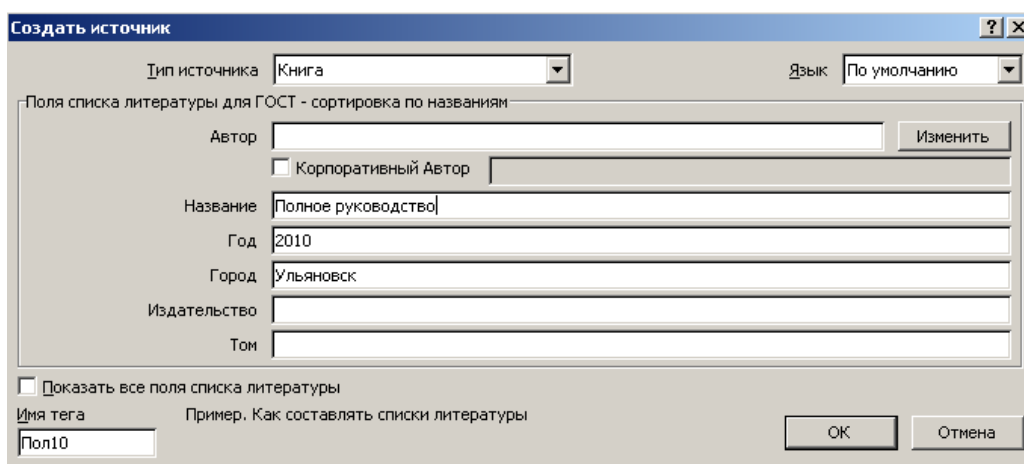 Создать источник
Тип источника Книга Язык По умолчанию
Поля списка литературы для ГОСТ - сортировка по названиям
Автор Изменить
Корпоративный Автор
Название Полное руководство
Год 2010
Город Ульяновск
Издательство
Том
Показать все поля списка литературы
Имя тега Пример. Как составлять списки литературы
Пол10 ОК Отмена